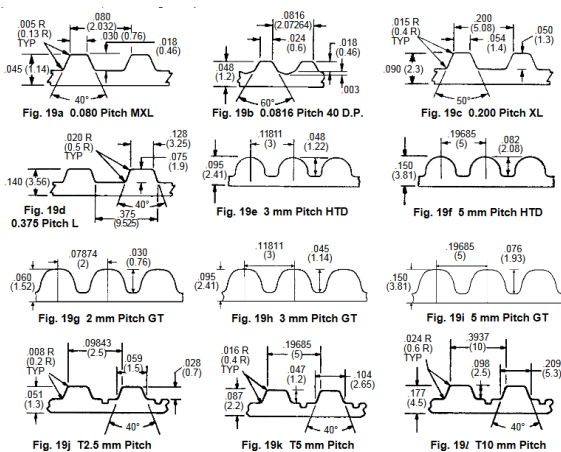 .005 R
(0.13 R)
TYP
.080
(2.032)
.030 (0.76)
.018
(0.46)
.045 (1.14)
40°
Fig. 19a 0.080 Pitch MXL
.0816
(2.07264)
.024
(0.6)
.018
(0.46)
.048
(1.2)
.003
60°
Fig. 19b 0.0816 Pitch 40 D.P.
.015 R
(0.4 R)
TYP
.200
(5.08)
.054
(1.4)
.050
(1.3)
.090 (2.3)
50°
Fig. 19c 0.200 Pitch XL
.020 R
(0.5 R)
TYP
.128
(3.25)
.075
(1.9)
.140 (3.56)
40°
.375
(9.525)
Fig. 19d
0.375 Pitch L
.11811
(3)
.048
(1.22)
.095
(2.41)
Fig. 19e 3 mm Pitch HTD
.19685
(5)
.082
(2.08)
.150
(3.81)
Fig. 19f 5 mm Pitch HTD
.07874
(2)
.030
(0.76)
.060
(1.52)
Fig. 19g 2 mm Pitch GT
.11811
(3)
.045
(1.14)
.095
(2.41)
Fig. 19h 3 mm Pitch GT
.19685
(5)
.076
(1.93)
.150
(3.81)
Fig. 19i 5 mm Pitch GT
.008 R
(0.2 R)
TYP
.09843
(2.5)
.059
(1.5)
.028
(0.7)
.051
(1.3)
40°
Fig. 19j T2.5 mm Pitch
.016 R
(0.4 R)
TYP
.19685
(5)
.047
(1.2)
.104
(2.65)
.087
(2.2)
40°
Fig. 19k T5 mm Pitch
.024 R
(0.6 R)
TYP
.3937
(10)
.098
(2.5)
.209
(5.3)
.177
(4.5)
40°
Fig. 19l T10 mm Pitch